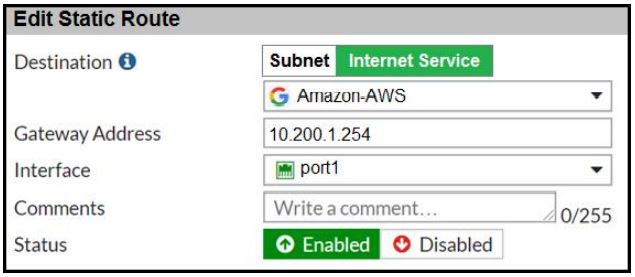 Edit Static Route
Destination Subnet Internet Service
Amazon-AWS
Gateway Address 10.200.1.254
Interface port1
Comments Write a comment... 0/255
Status Enabled Disabled